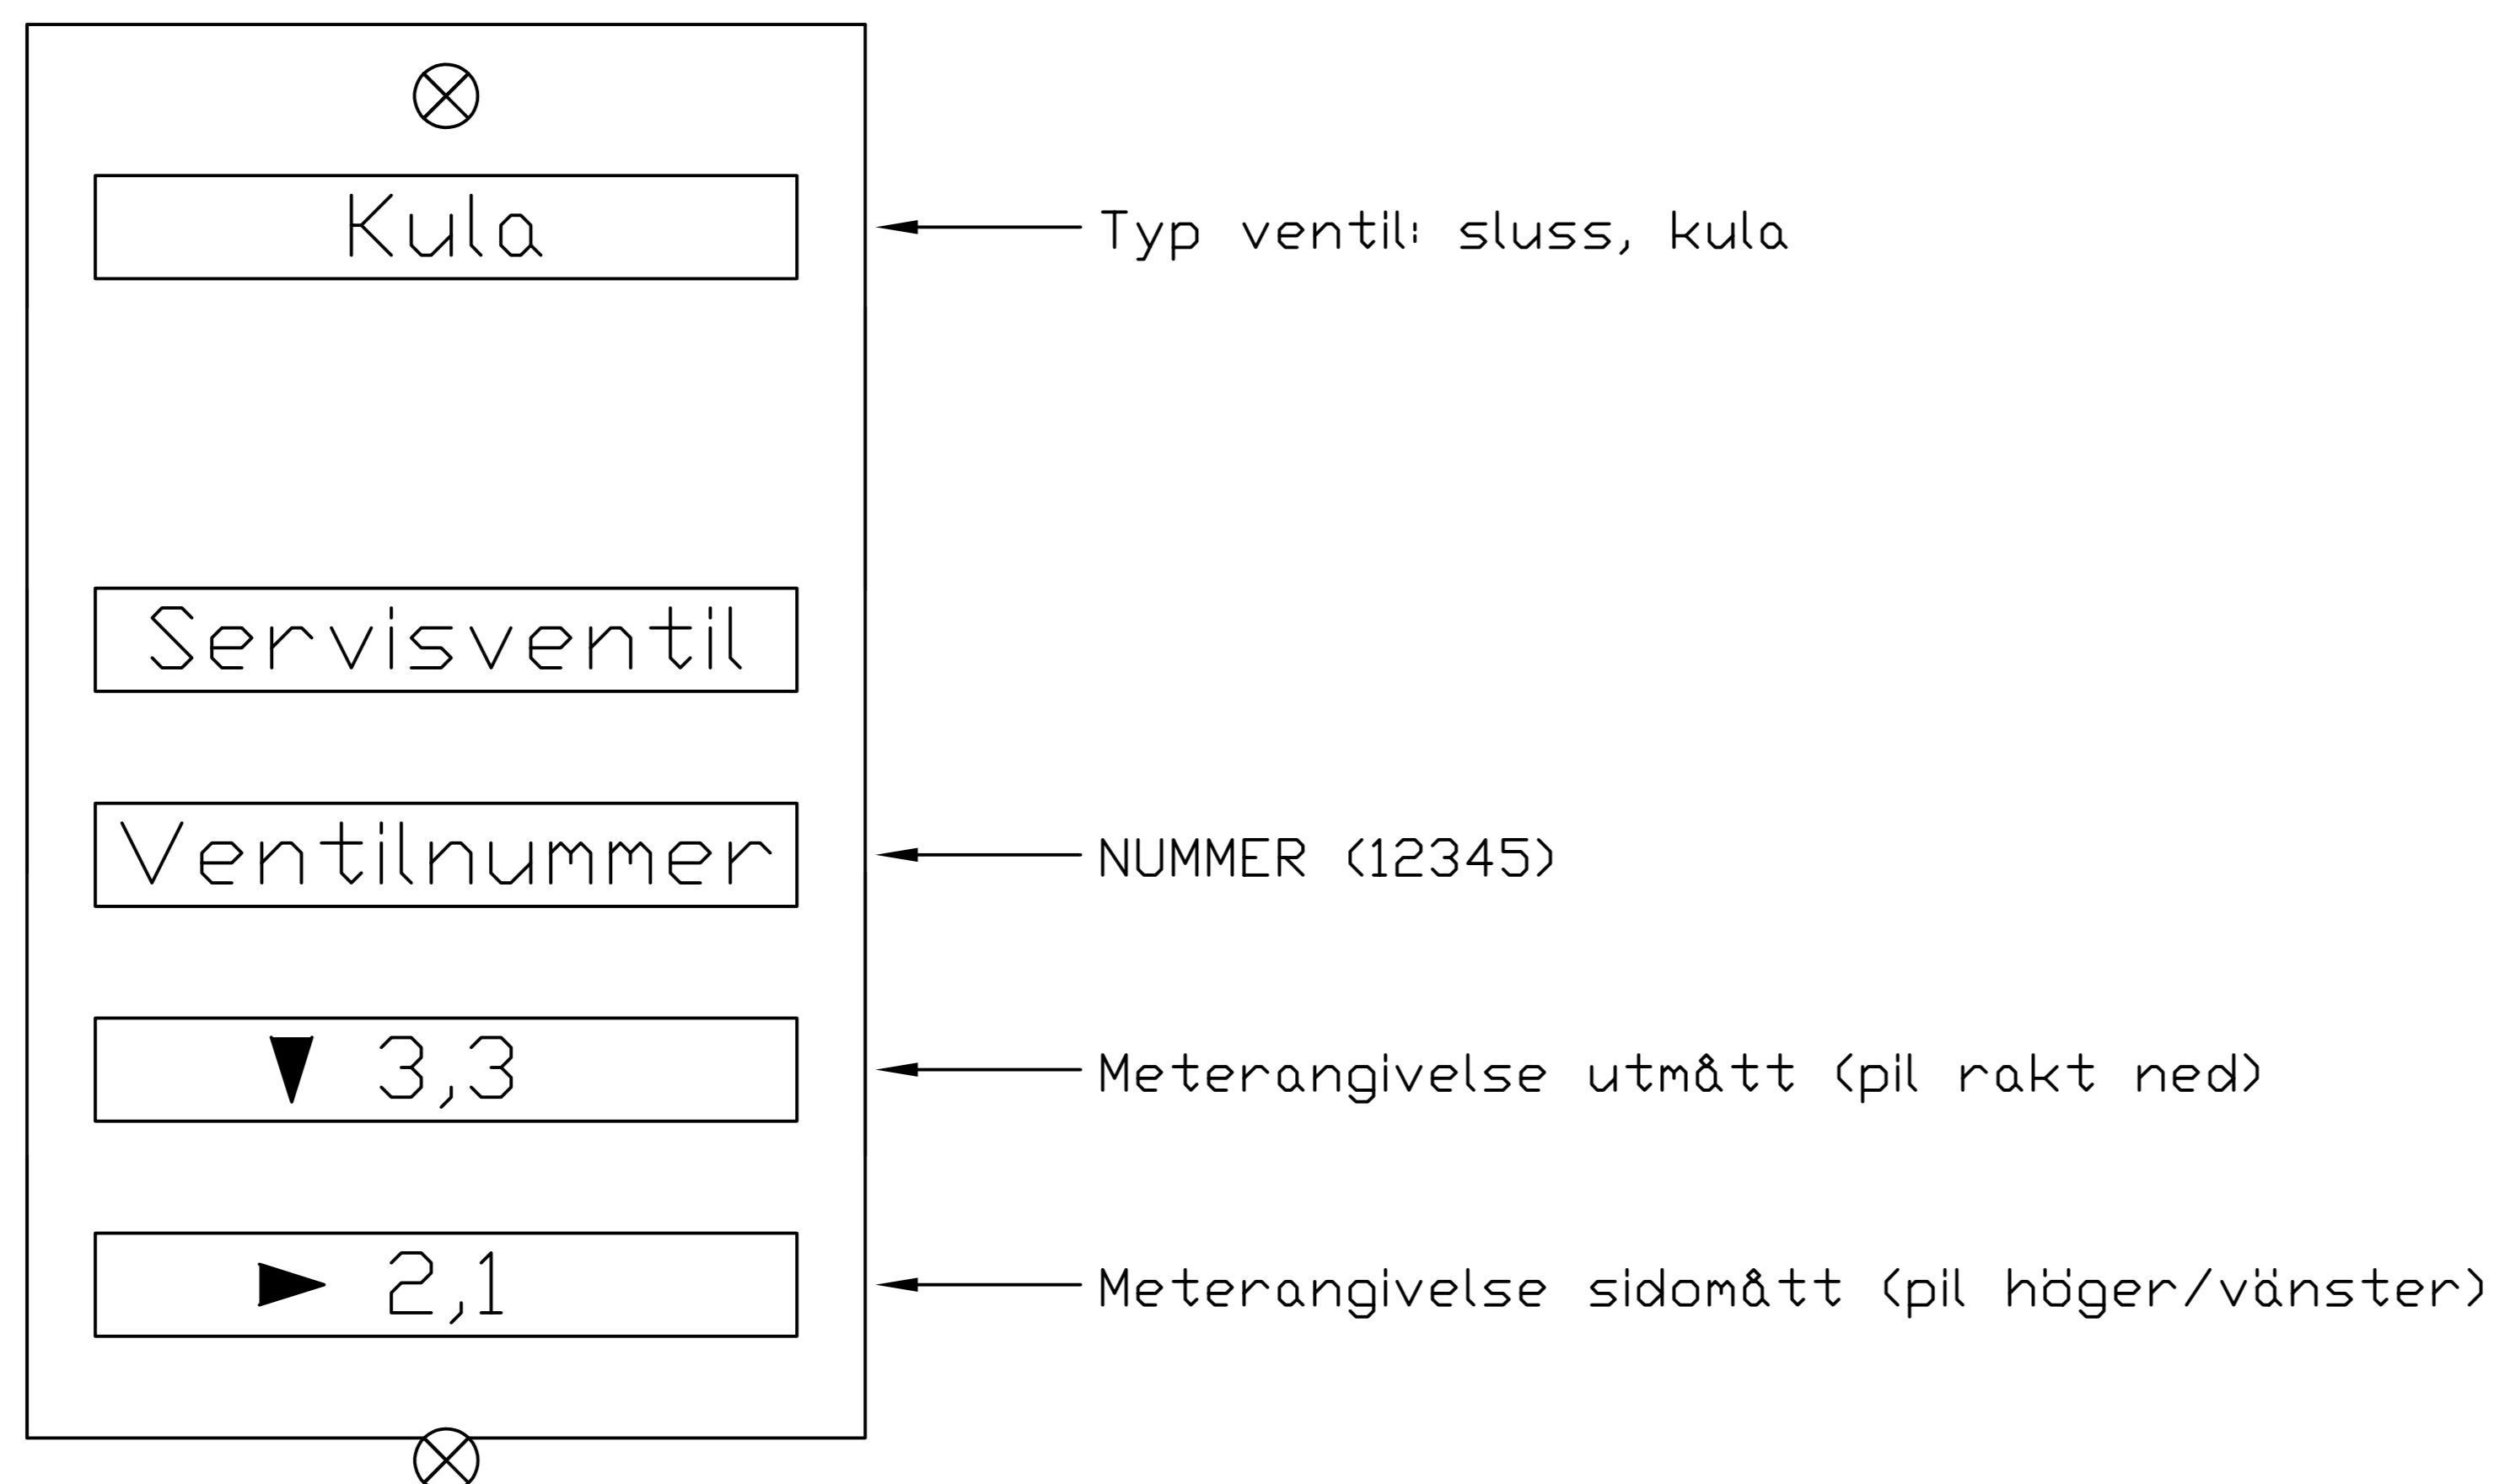 Kula
Typ ventil: sluss, kula
Servisventil
Ventilnummer
NUMMER (12345)
▼ 3,3
Meterangivelse utmått (pil rakt ned)
► 2,1
Meterangivelse sidomått (pil höger/vänster)